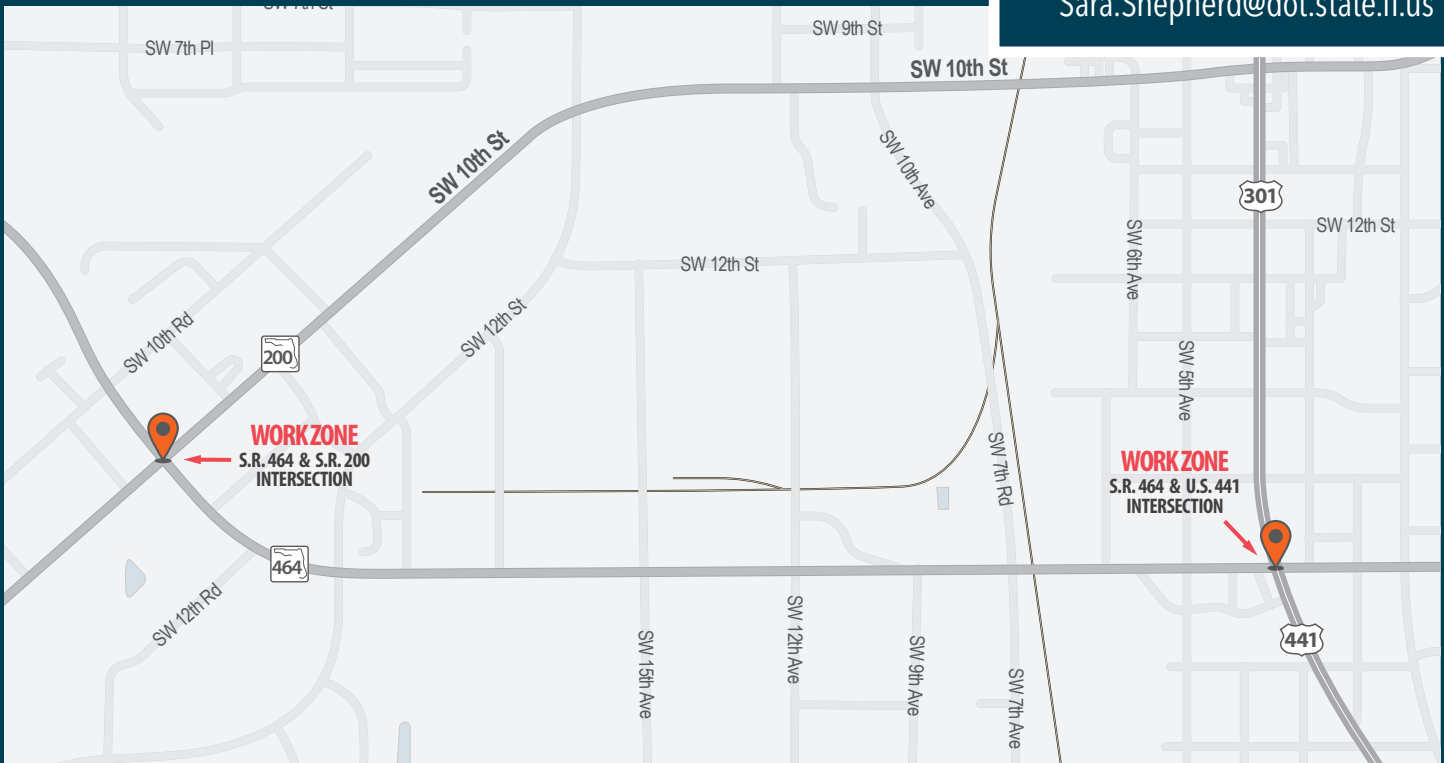 Sara.Shepherd@dot.state.fl.us
SW 7th Pl
SW 9th St
SW 10th St
SW 10th St
SW 10th Ave
301
SW 12th St
SW 6th Ave
SW 12th St
SW 12th St
SW 10th Rd
200
SW 5th Ave
WORK ZONE
S.R. 464 & S.R. 200
INTERSECTION
SW 7th Rd
WORK ZONE
S.R. 464 & U.S. 441
INTERSECTION
464
SW 12th Rd
SW 15th Ave
SW 12th Ave
SW 9th Ave
SW 7th Ave
441